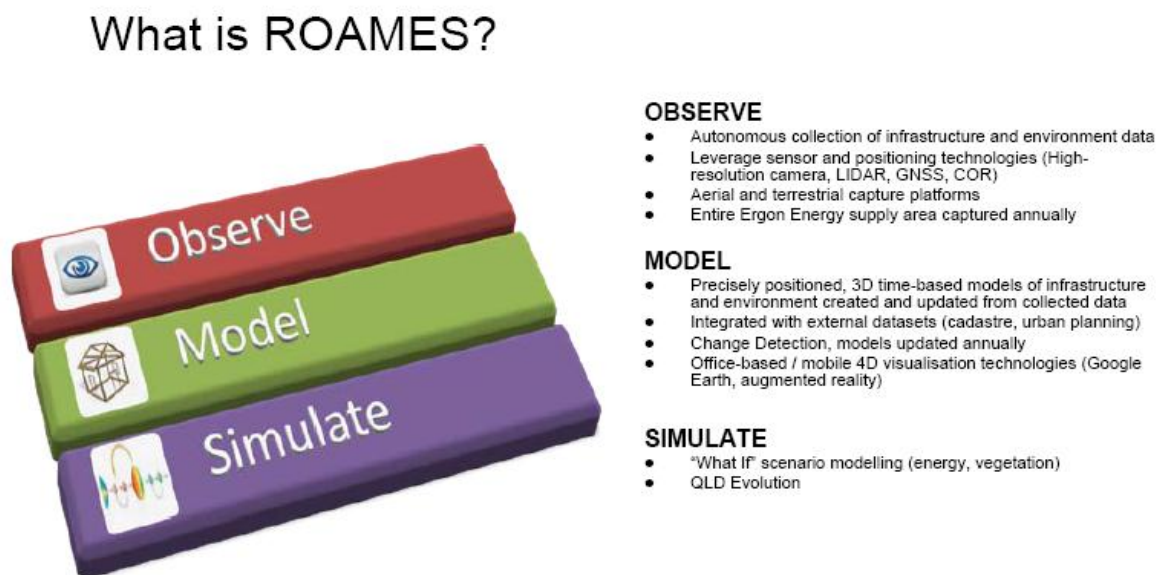 What is ROAMES?
Observe
Model
Simulate
OBSERVE
● Autonomous collection of infrastructure and environment data
● Leverage sensor and positioning technologies (High-
resolution camera, LIDAR, GNSS, COR)
● Aerial and terrestrial capture platforms
● Entire Ergon Energy supply area captured annually
MODEL
● Precisely positioned, 3D time-based models of infrastructure
and environment created and updated from collected data
● Integrated with external datasets (cadastre, urban planning)
● Change Detection, models updated annually
● Office-based / mobile 4D visualisation technologies (Google
Earth, augmented reality)
SIMULATE
● “What If” scenario modelling (energy, vegetation)
● QLD Evolution